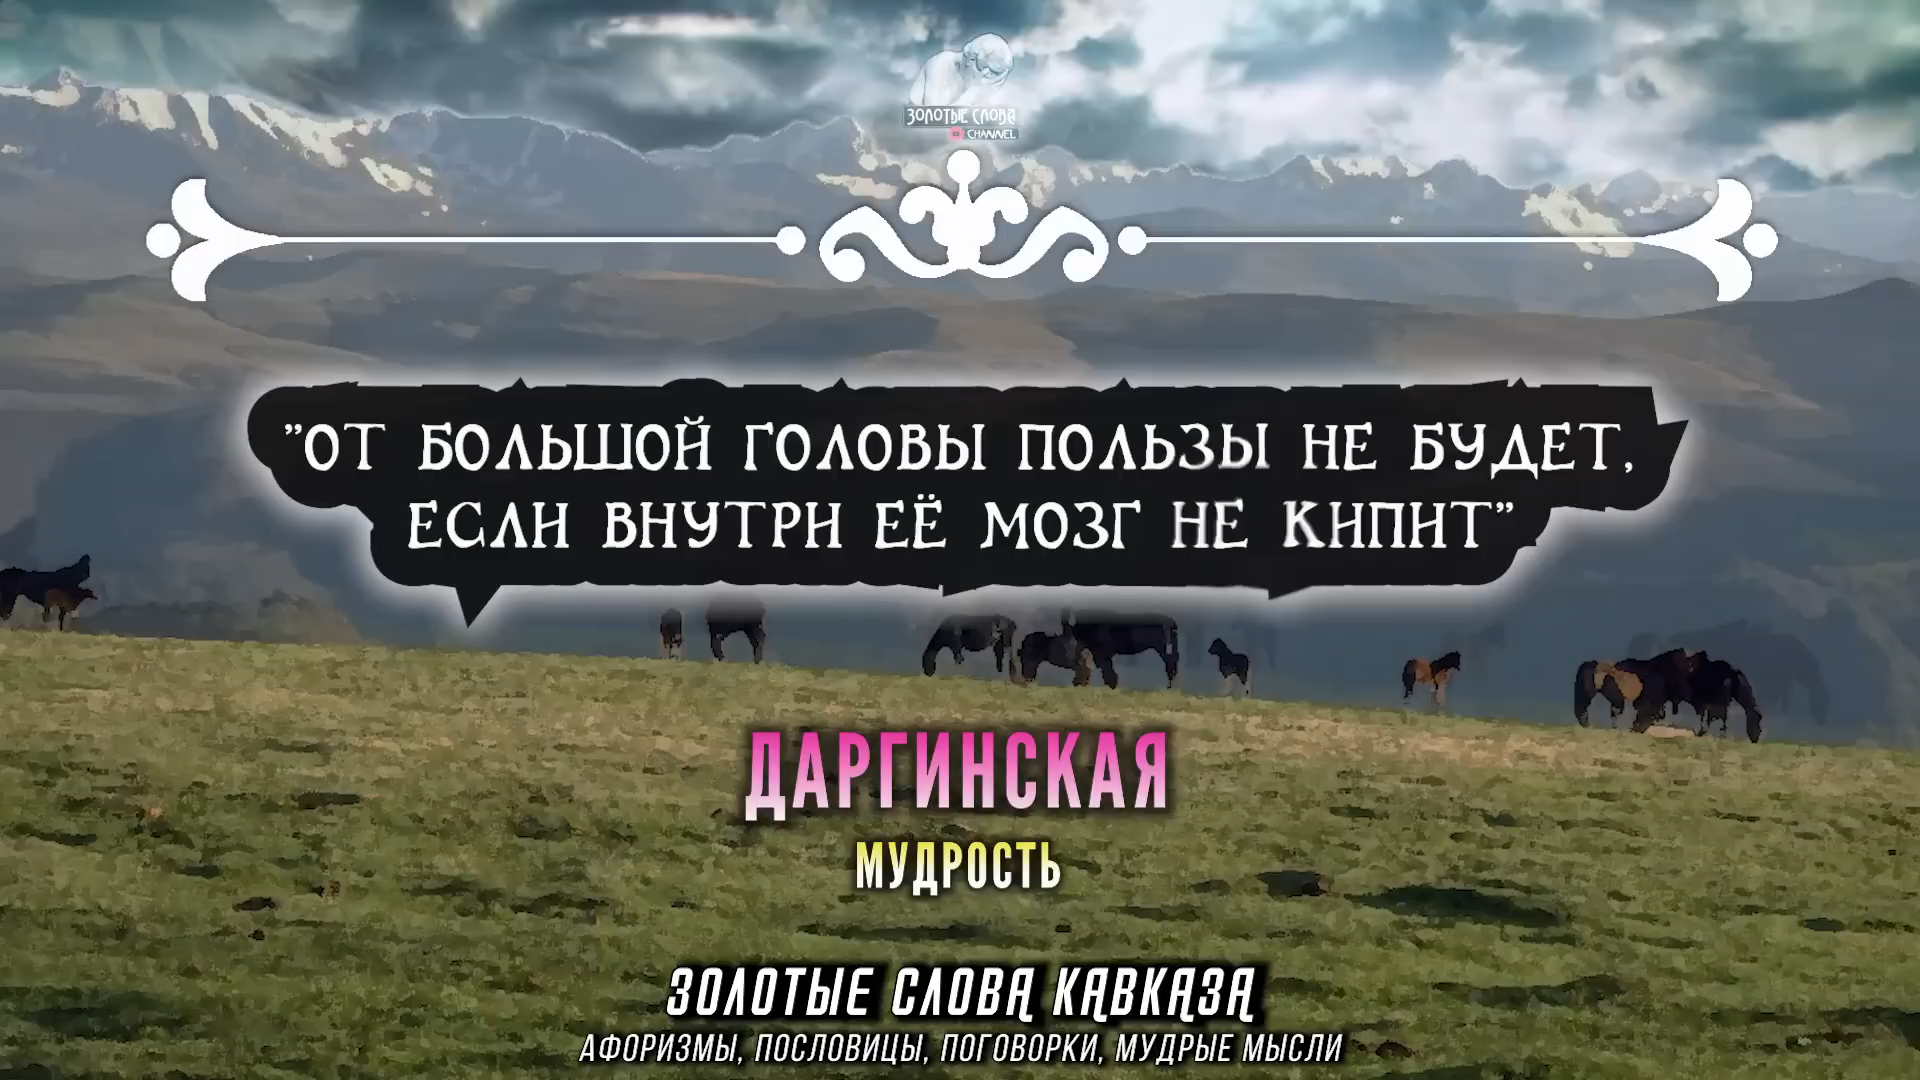 ЗОЛОТЫЕ СЛОВА
CHANNEL
"ОТ БОЛЬШОЙ ГОЛОВЫ ПОЛЬЗЫ НЕ БУДЕТ,
ЕСЛИ ВНУТРИ ЕЁ МОЗГ НЕ КИПИТ"
ДАРГИНСКАЯ
МУДРОСТЬ
ЗОЛОТЫЕ СЛОВА КАВКАЗА
АФОРИЗМЫ, ПОСЛОВИЦЫ, ПОГОВОРКИ, МУДРЫЕ МЫСЛИ